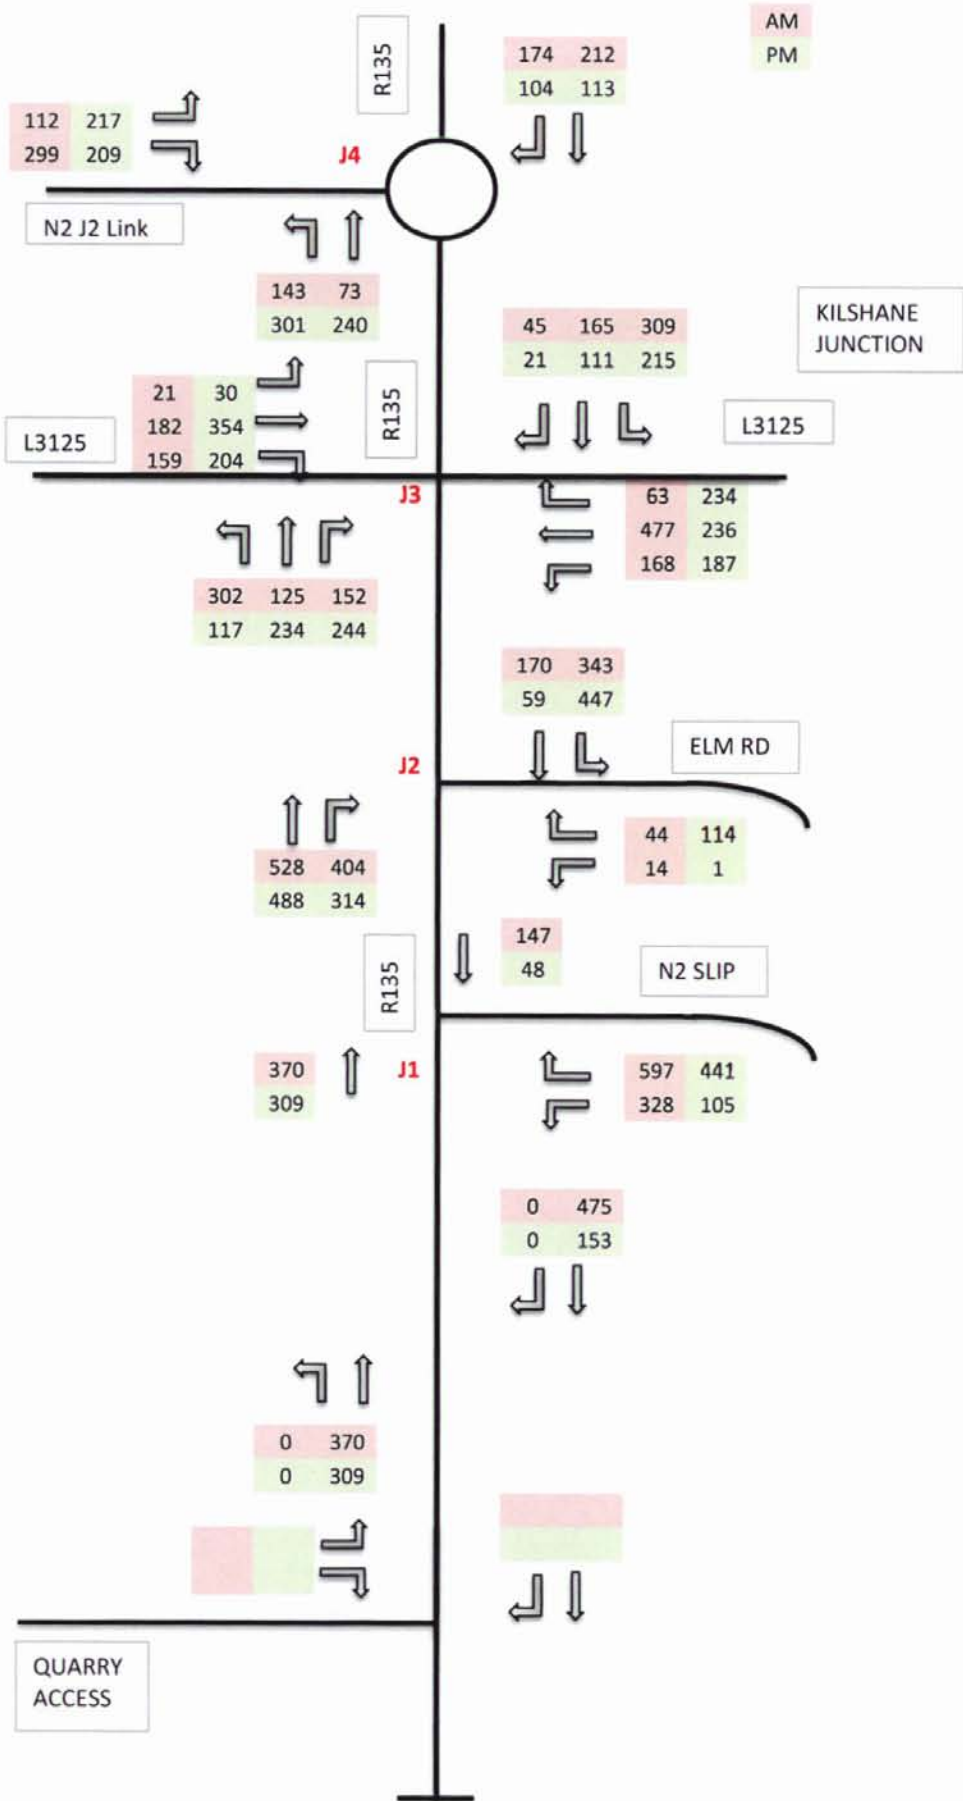 AM
PM
R135
174 212
104 113
112 217
299 209
J4
N2 J2 Link
143 73
301 240
KILSHANE
JUNCTION
45 165 309
21 111 215
R135
21 30
182 354
159 204
L3125
L3125
J3
63 234
477 236
168 187
302 125 152
117 234 244
170 343
59 447
ELM RD
J2
44 114
14 1
528 404
488 314
147
48
R135
N2 SLIP
370
309
J1
597 441
328 105
0 475
0 153
0 370
0 309
QUARRY
ACCESS